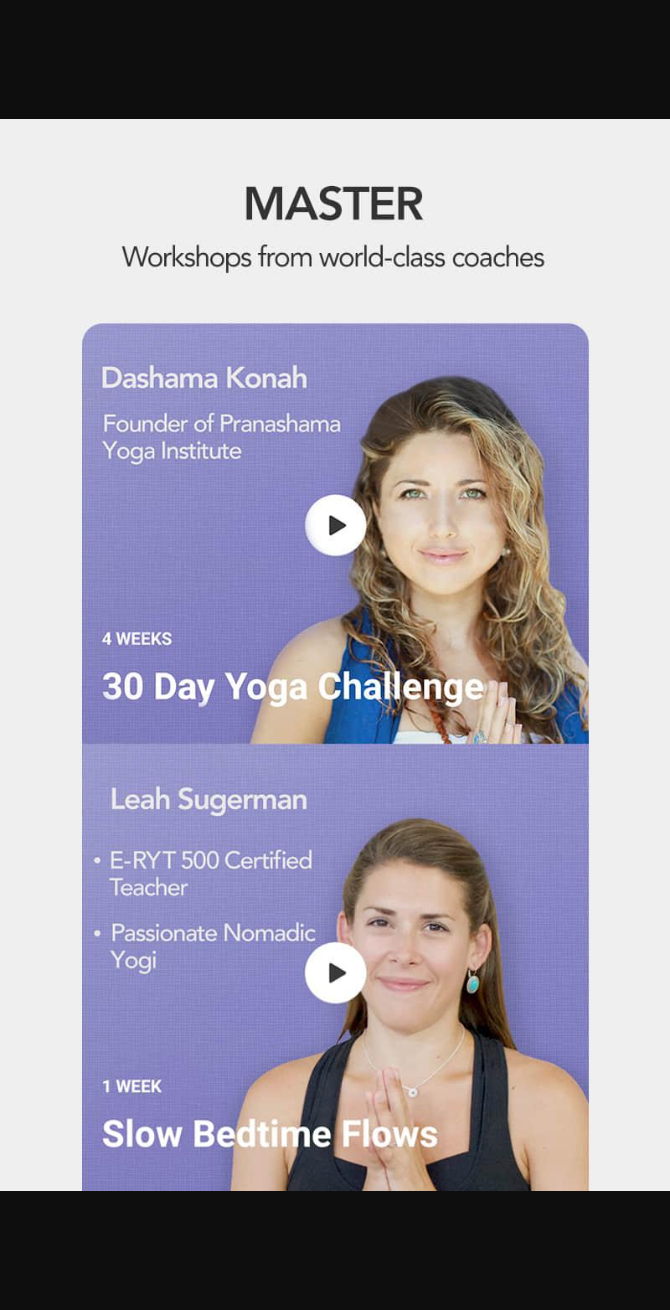 MASTER
Workshops from world-class coaches
Dashama Konah
Founder of Pranashama
Yoga Institute
4 WEEKS
30 Day Yoga Challenge
Leah Sugerman
• E-RYT 500 Certified
Teacher
• Passionate Nomadic
Yogi
1 WEEK
Slow Bedtime Flows